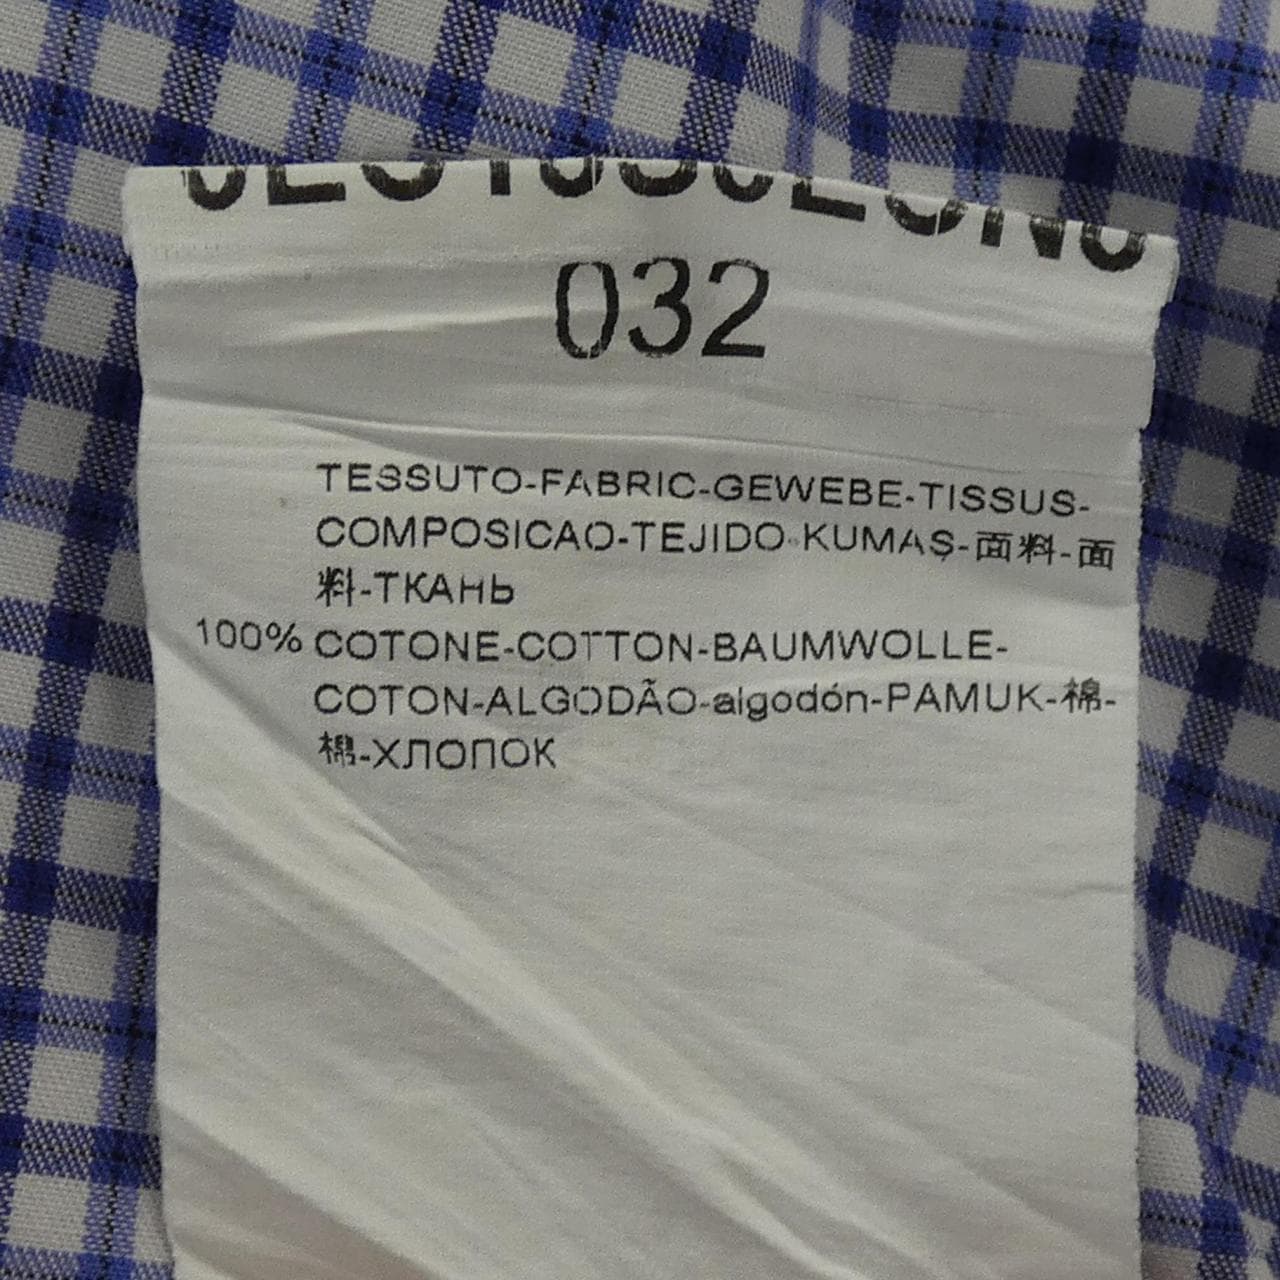 032
TESSUTO-FABRIC-GEWEBE-TISSUS-
COMPOSICAO-TEJIDO-KUMAŞ-面料-面
料-ТКАНЬ
100% COTONE-COTTON-BAUMWOLLE-
COTON-ALGODÃO-algodón-PAMUK-棉-
棉-ХЛОПОК